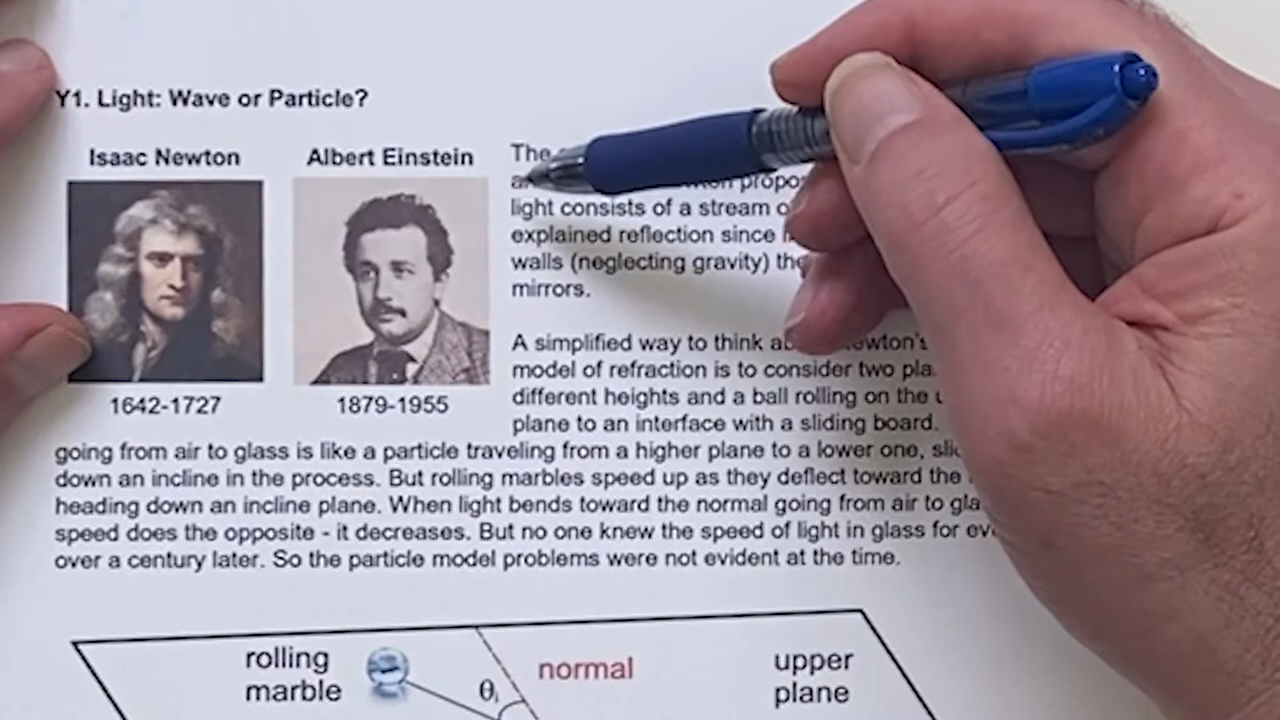 Y1. Light: Wave or Particle?
Isaac Newton Albert Einstein
1642-1727 1879-1955
The
propo
light consists of a stream o
explained reflection since
walls (neglecting gravity) the
mirrors.
A simplified way to think ab ewton's
model of refraction is to consider two pla
different heights and a ball rolling on the u
plane to an interface with a sliding board.
going from air to glass is like a particle traveling from a higher plane to a lower one, slid
down an incline in the process. But rolling marbles speed up as they deflect toward the
heading down an incline plane. When light bends toward the normal going from air to gla
speed does the opposite - it decreases. But no one knew the speed of light in glass for eve
over a century later. So the particle model problems were not evident at the time.
rolling
marble
θi
normal
upper
plane